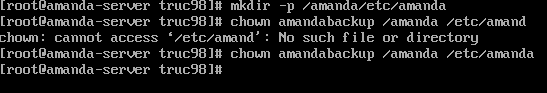 [root@amanda-server truc98]# mkdir -p /amanda/etc/amanda
[root@amanda-server truc98]# chown amandabackup /amanda /etc/amand
chown: cannot access ‘/etc/amand’: No such file or directory
[root@amanda-server truc98]# chown amandabackup /amanda /etc/amanda
[root@amanda-server truc98]#